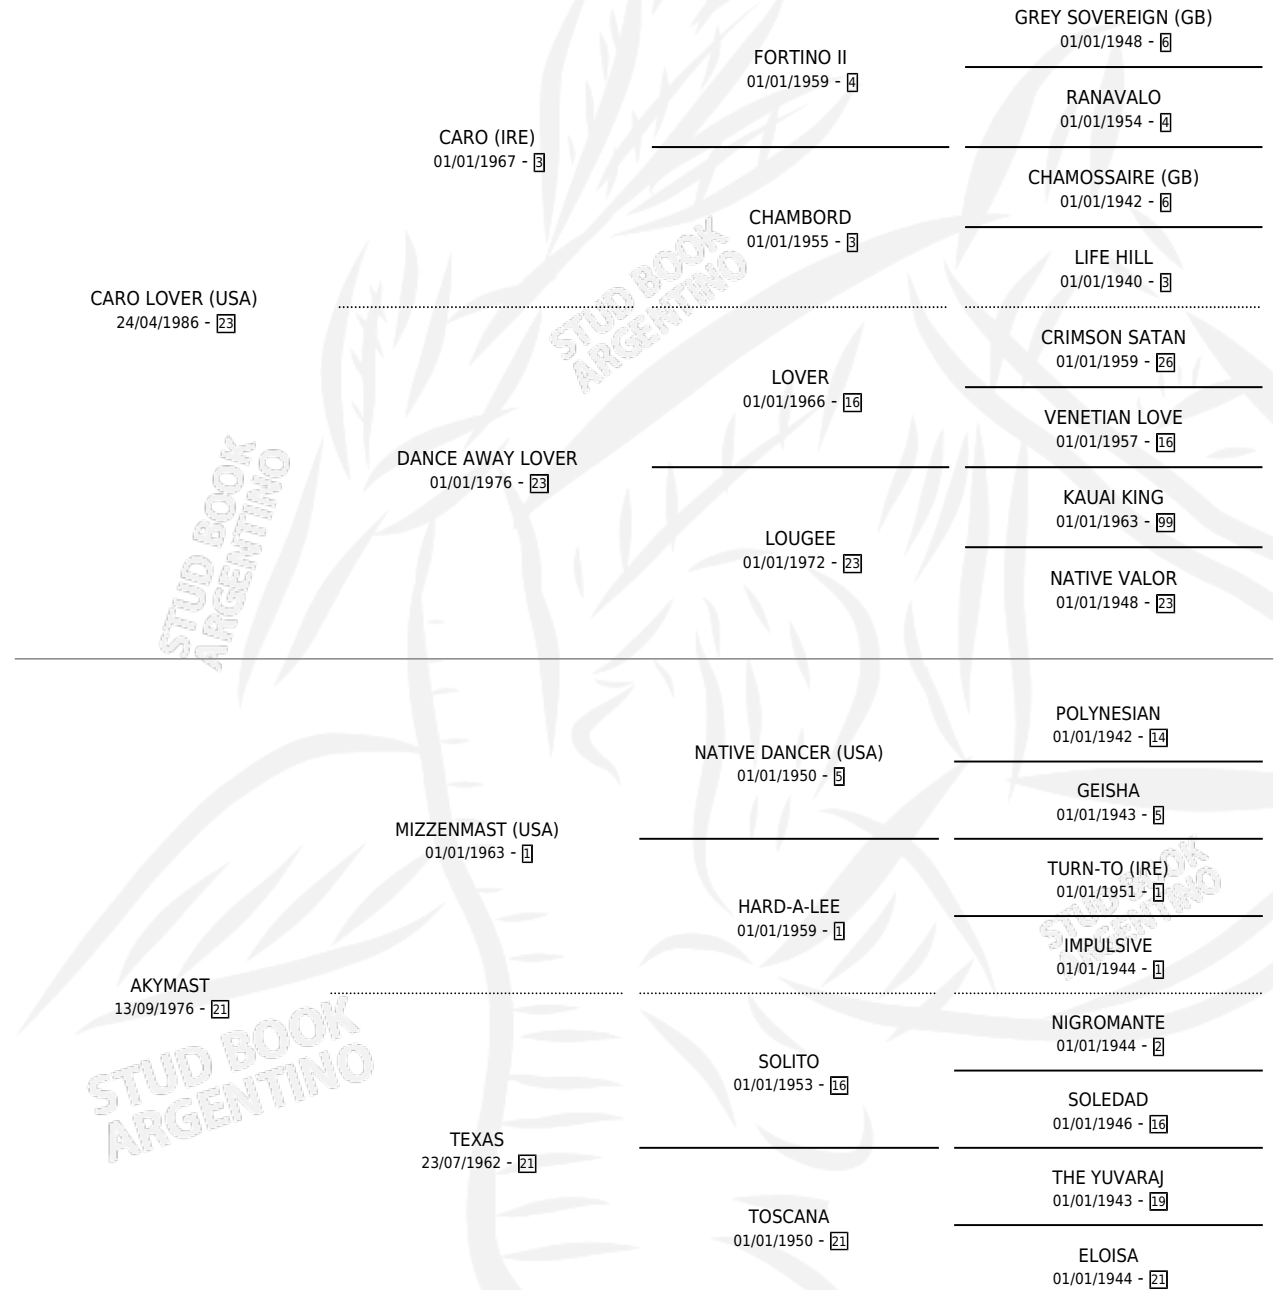 GREY SOVEREIGN (GB)
01/01/1948 - 6
FORTINO II
01/01/1959 - 4
RANAVALO
01/01/1954 - 4
CARO (IRE)
01/01/1967 - 3
CHAMOSSAIRE (GB)
01/01/1942 - 6
CHAMBORD
01/01/1955 - 3
LIFE HILL
01/01/1940 - 3
CARO LOVER (USA)
24/04/1986 - 23
CRIMSON SATAN
01/01/1959 - 26
LOVER
01/01/1966 - 16
VENETIAN LOVE
01/01/1957 - 16
DANCE AWAY LOVER
01/01/1976 - 23
KAUAI KING
01/01/1963 - 99
LOUGEE
01/01/1972 - 23
NATIVE VALOR
01/01/1948 - 23
POLYNESIAN
01/01/1942 - 14
NATIVE DANCER (USA)
01/01/1950 - 5
GEISHA
01/01/1943 - 5
MIZZENMAST (USA)
01/01/1963 - 1
TURN-TO (IRE)
01/01/1951 - 1
HARD-A-LEE
01/01/1959 - 1
IMPULSIVE
01/01/1944 - 1
AKYMAST
13/09/1976 - 21
NIGROMANTE
01/01/1944 - 2
SOLITO
01/01/1953 - 16
SOLEDAD
01/01/1946 - 16
TEXAS
23/07/1962 - 21
THE YUVARAJ
01/01/1943 - 19
TOSCANA
01/01/1950 - 21
ELOISA
01/01/1944 - 21
STUD BOOK
ARGENTINO
STUD BOOK
ARGENTINO
STUD BOOK
ARGENTINO
STUD BOOK
ARGENTINO